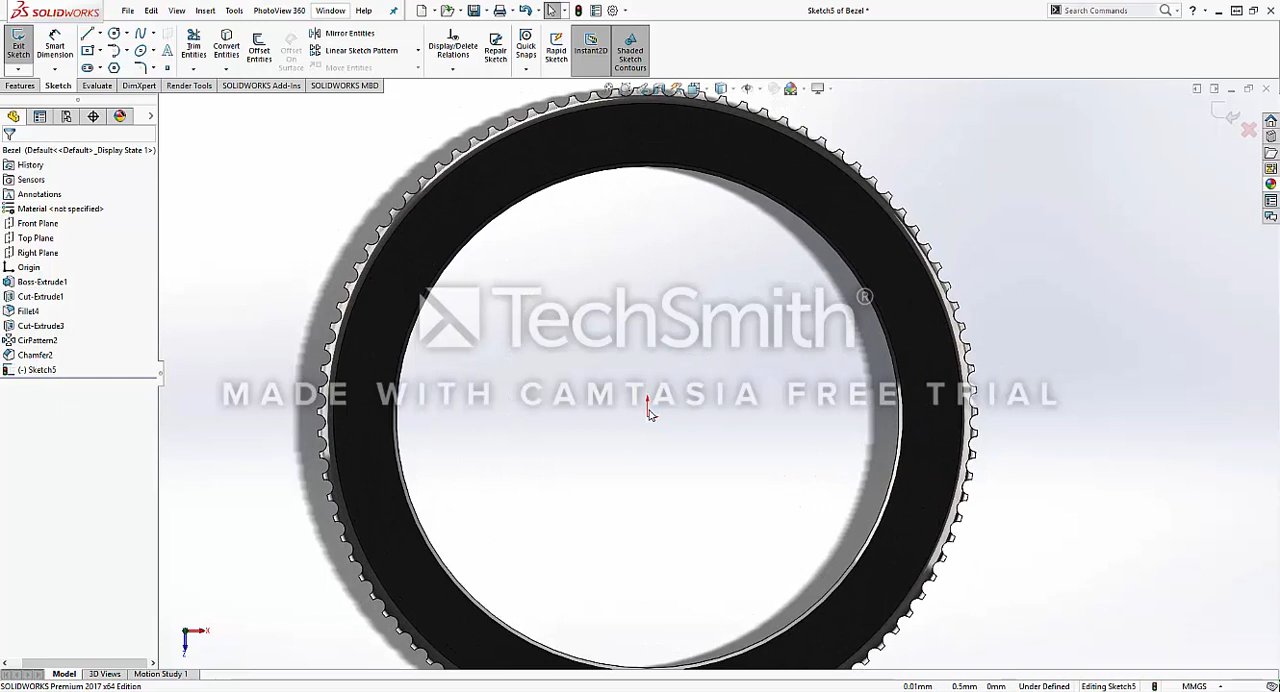 SOLIDWORKS File Edit View Insert Tools PhotoView 360 Window Help Sketch5 of Bezel * Search Commands
Exit Sketch
Smart Dimension
Trim Entities
Convert Entities
Offset Entities
Offset On Surface
Mirror Entities
Linear Sketch Pattern
Move Entities
Display/Delete Relations
Repair Sketch
Quick Snaps
Rapid Sketch
Instant2D
Shaded Sketch Contours
Features Sketch Evaluate DimXpert Render Tools SOLIDWORKS Add-Ins SOLIDWORKS MBD
Bezel (Default<<Default>_Display State 1>)
History
Sensors
Annotations
Material <not specified>
Front Plane
Top Plane
Right Plane
Origin
Boss-Extrude1
Cut-Extrude1
Fillet4
Cut-Extrude3
CirPattern2
Chamfer2
(-) Sketch5
TechSmith®
MADE WITH CAMTASIA FREE TRIAL
X
Z
Model 3D Views Motion Study 1
SOLIDWORKS Premium 2017 x64 Edition 0.01mm 0.5mm 0mm Under Defined Editing Sketch5 MMGS